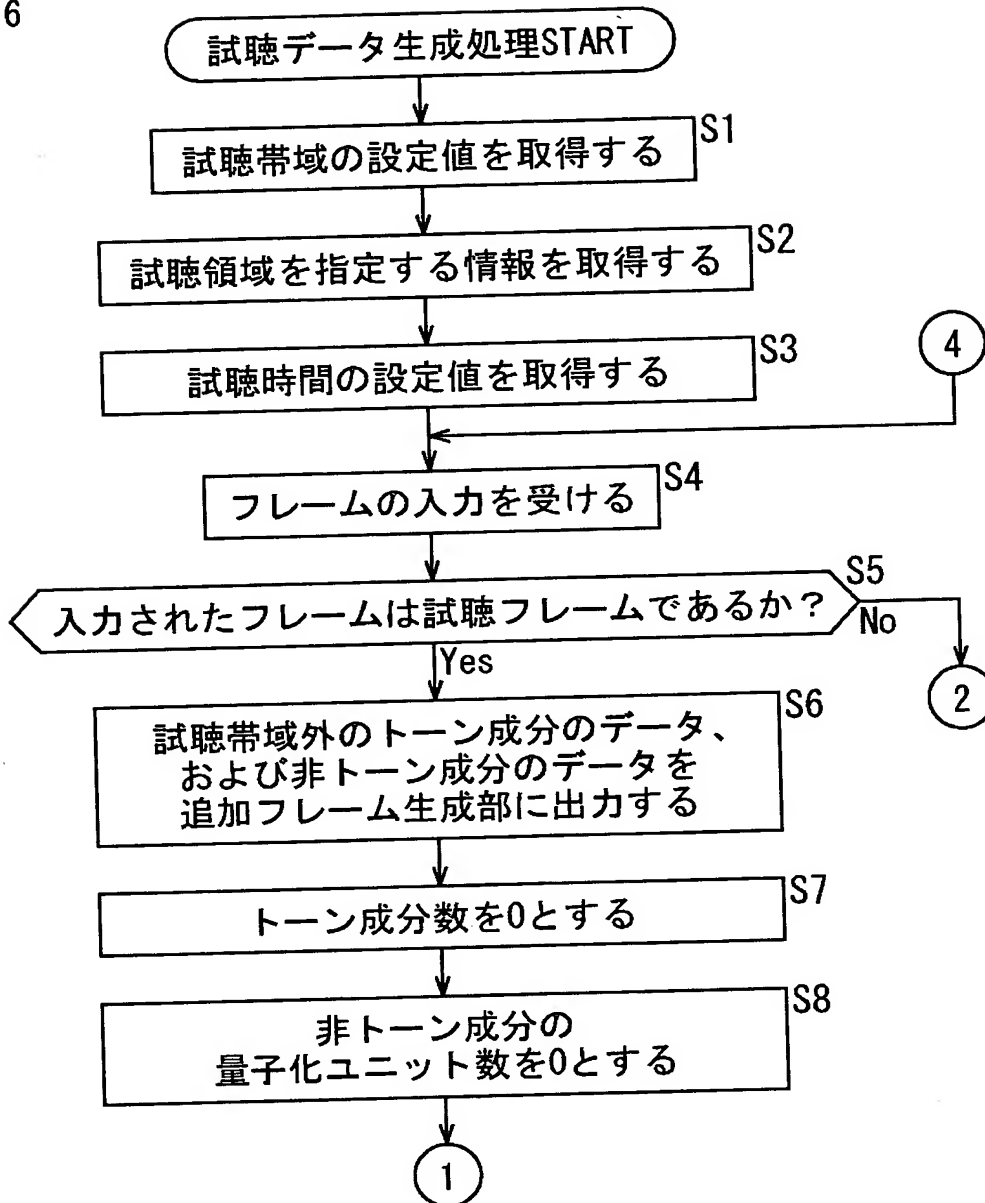 6
試聴データ生成処理START
試聴帯域の設定値を取得する
S1
試聴領域を指定する情報を取得する
S2
試聴時間の設定値を取得する
S3
4
フレームの入力を受ける
S4
入力されたフレームは試聴フレームであるか?
S5
No
Yes
2
試聴帯域外のトーン成分のデータ、
および非トーン成分のデータを
追加フレーム生成部に出力する
S6
トーン成分数を0とする
S7
非トーン成分の
量子化ユニット数を0とする
S8
1